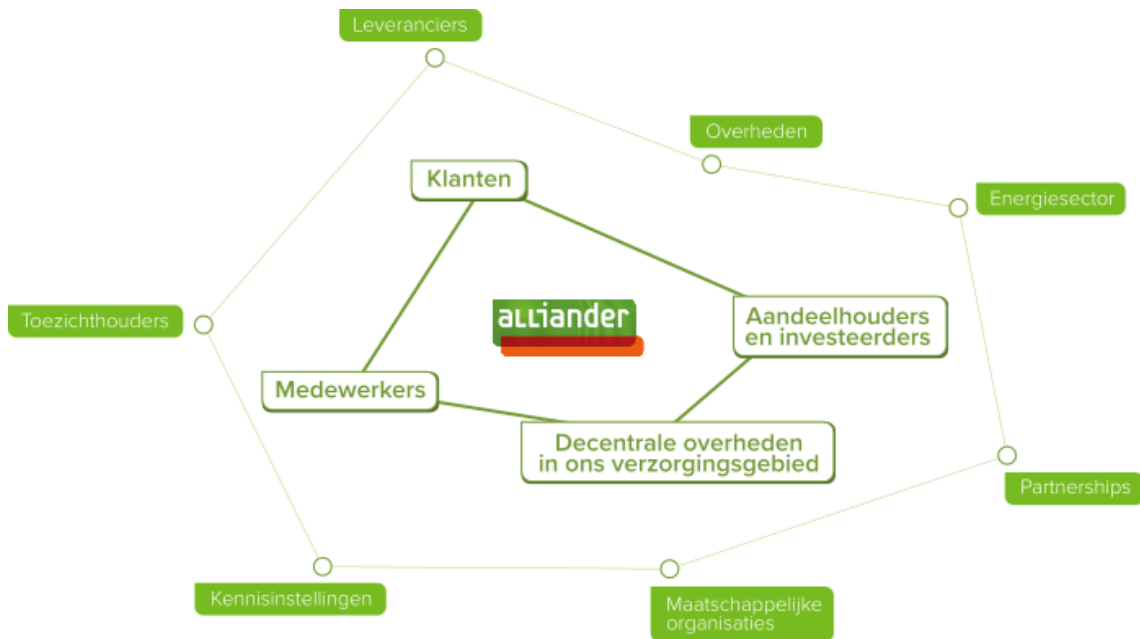 Leveranciers
Overheden
Klanten
Energiesector
alliander
Aandeelhouders
en investeerders
Toezichthouders
Medewerkers
Decentrale overheden
in ons verzorgingsgebied
Partnerships
Kennisinstellingen
Maatschappelijke
organisaties